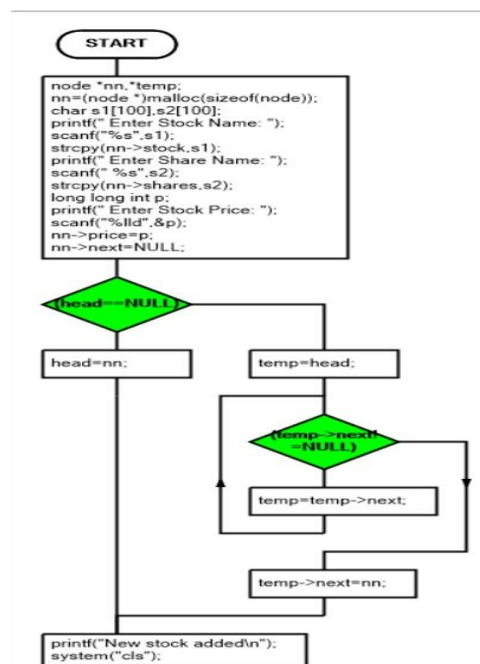 START
node *nn,*temp;
nn=(node *)malloc(sizeof(node));
char s1[100],s2[100];
printf(" Enter Stock Name: ");
scanf("%s",s1);
strcpy(nn->stock,s1);
printf(" Enter Share Name: ");
scanf(" %s",s2);
strcpy(nn->shares,s2);
long long int p;
printf(" Enter Stock Price: ");
scanf("%lld",&p);
nn->price=p;
nn->next=NULL;
(head==NULL)
head=nn;
temp=head;
(temp->next!
=NULL)
temp=temp->next;
temp->next=nn;
printf("New stock added\n");
system("cls");